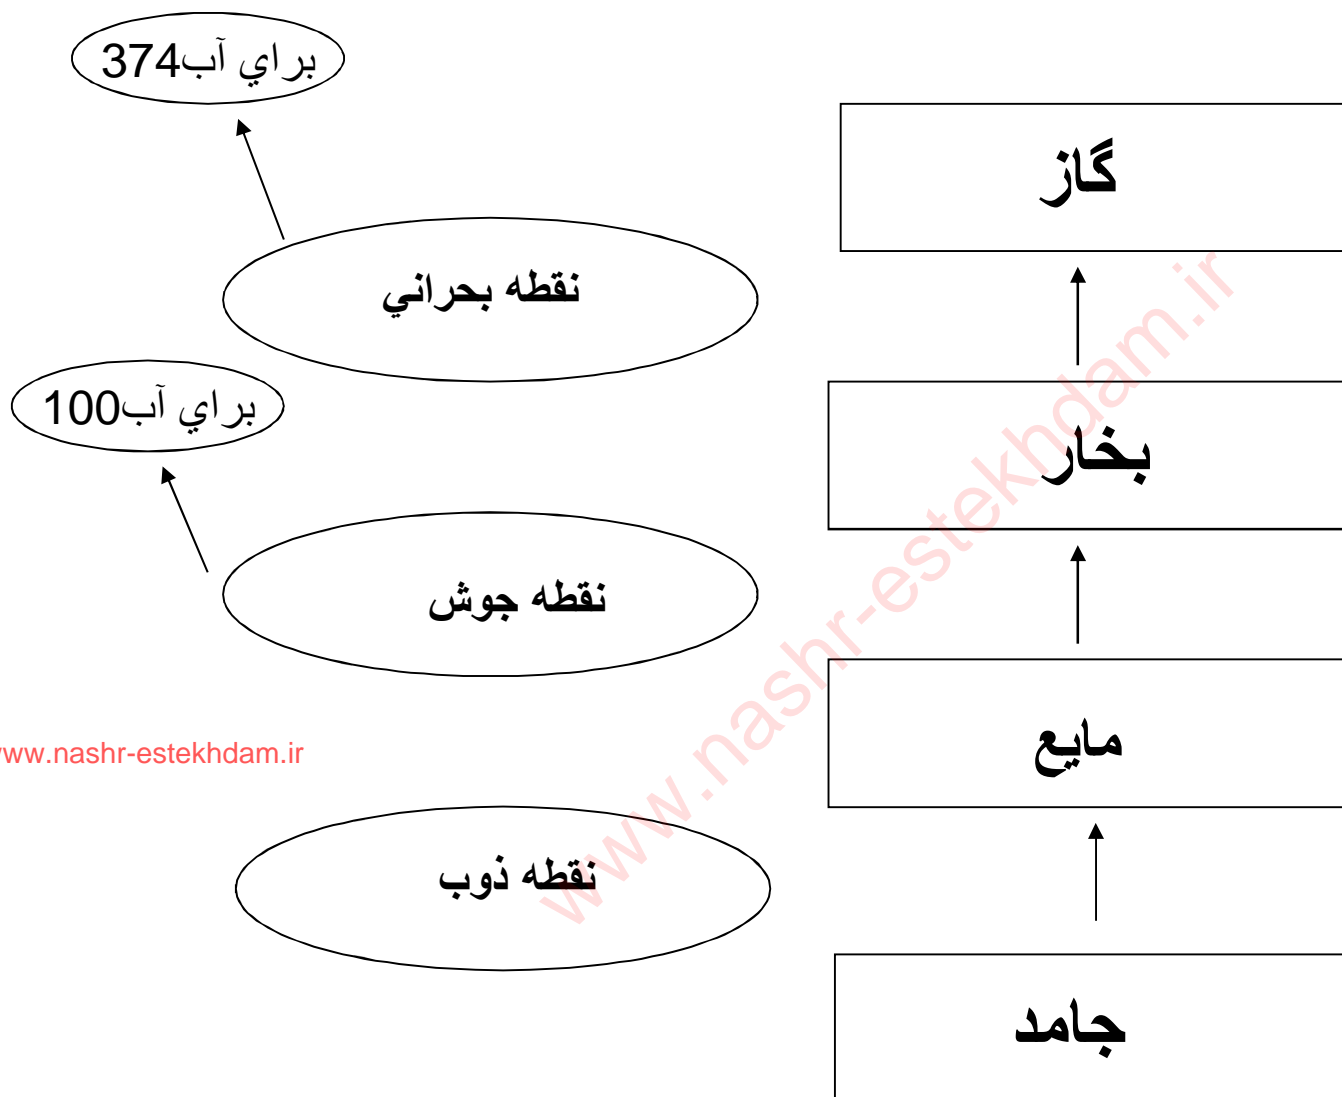 براي آب374
گاز
نقطه بحراني
براي آب100
بخار
نقطه جوش
مايع
www.nashr-estekhdam.ir
نقطه ذوب
جامد
www.nashr-estekhdam.ir